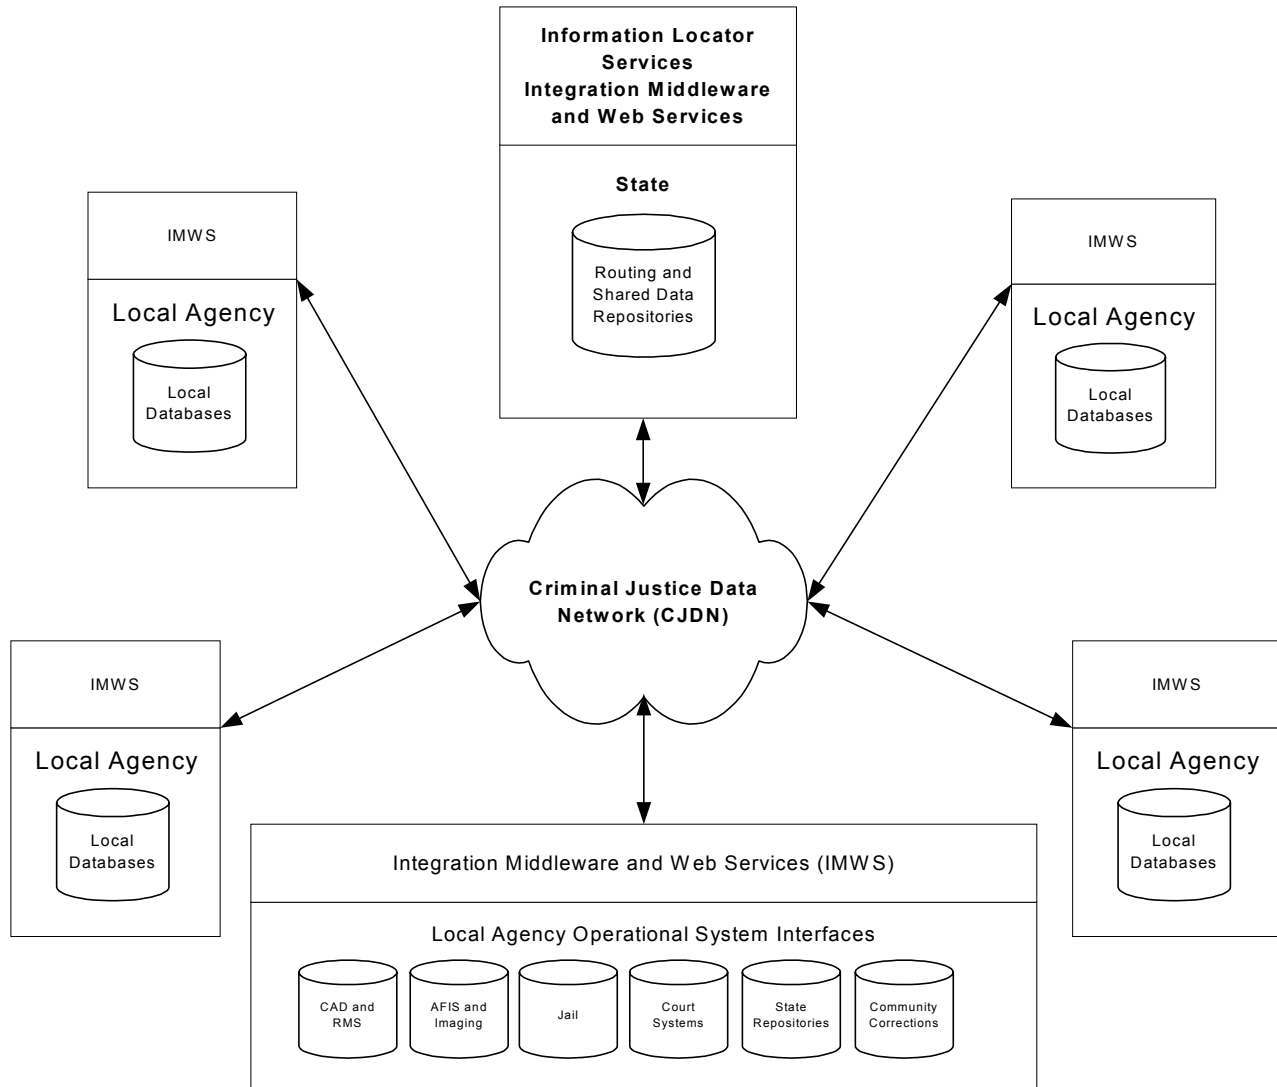 Information Locator
Services
Integration Middleware
and Web Services
State
Routing and
Shared Data
Repositories
IMWS
Local Agency
Local
Databases
IMWS
Local Agency
Local
Databases
Criminal Justice Data
Network (CJDN)
IMWS
Local Agency
Local
Databases
IMWS
Local Agency
Local
Databases
Integration Middleware and Web Services (IMWS)
Local Agency Operational System Interfaces
CAD and
RMS
AFIS and
Imaging
Jail
Court
Systems
State
Repositories
Community
Corrections